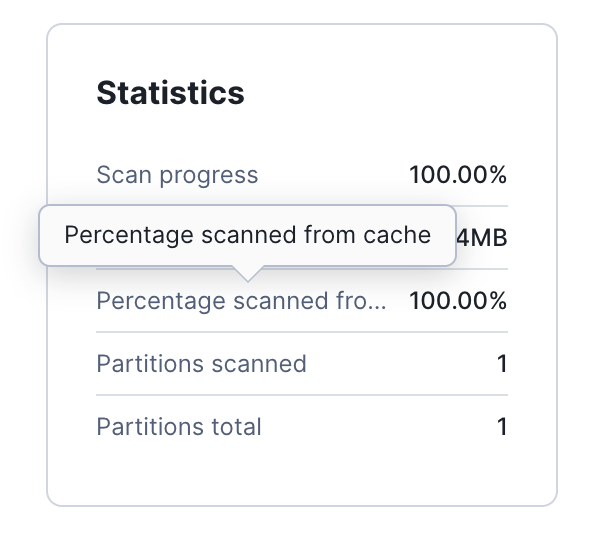 Statistics
Scan progress 100.00%
Percentage scanned from cache 4MB
Percentage scanned fro... 100.00%
Partitions scanned 1
Partitions total 1